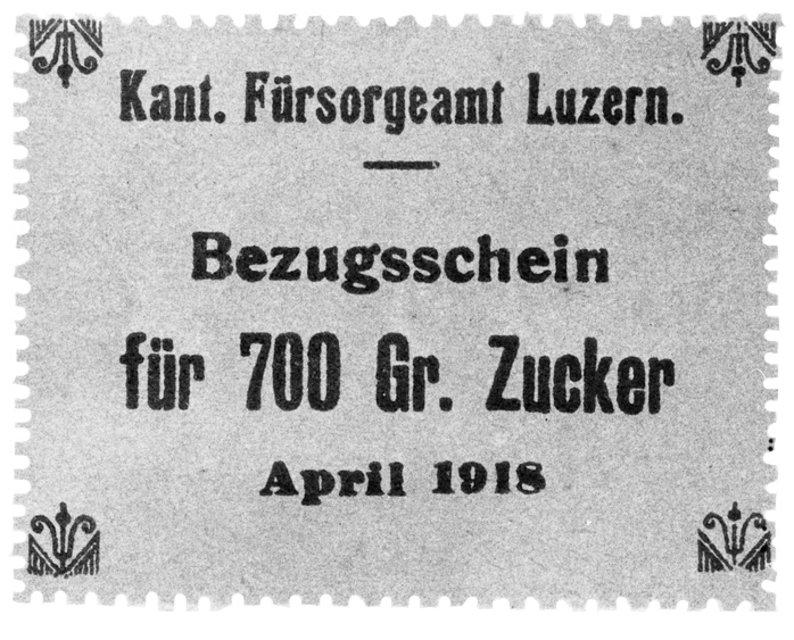 Kant. Fürsorgeamt Luzern.
Bezugsschein
für 700 Gr. Zucker
April 1918